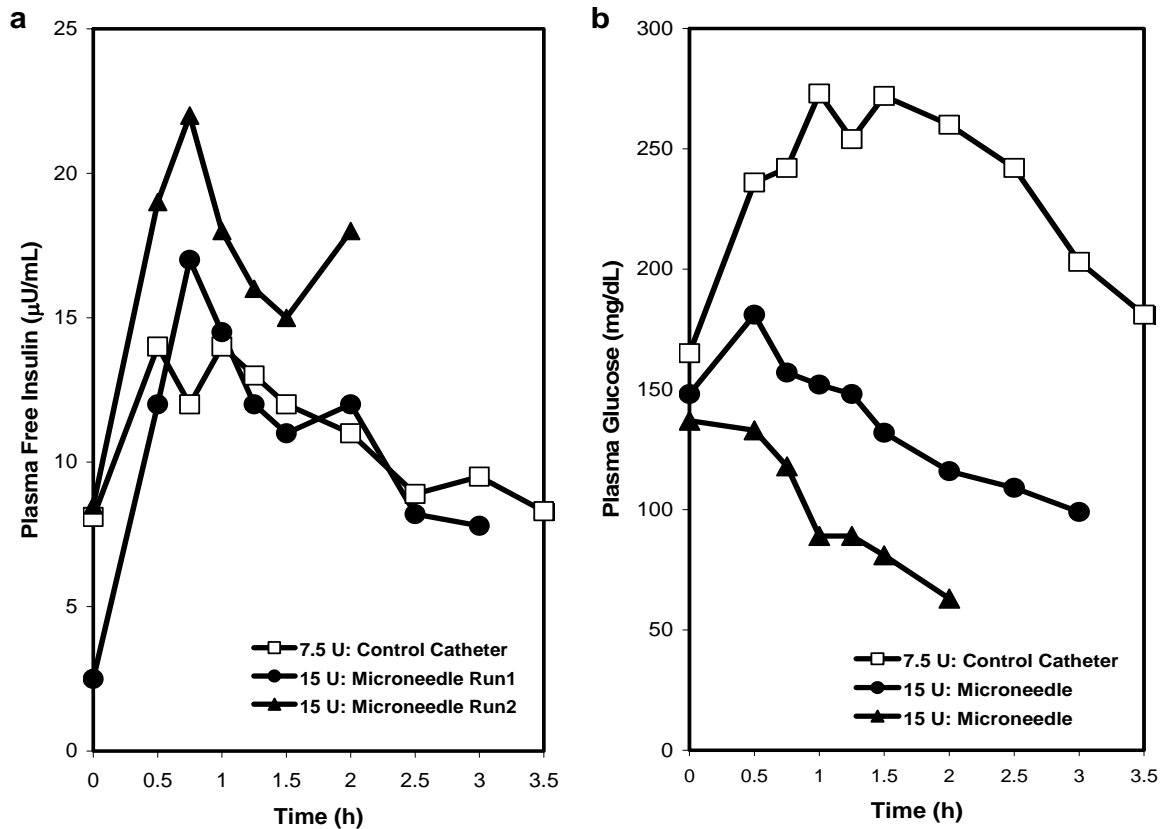 a
25
20
15
10
5
0
Plasma Free Insulin (μU/mL)
7.5 U: Control Catheter
15 U: Microneedle Run1
15 U: Microneedle Run2
0 0.5 1 1.5 2 2.5 3 3.5
Time (h)
b
300
250
200
150
100
50
0
Plasma Glucose (mg/dL)
7.5 U: Control Catheter
15 U: Microneedle
15 U: Microneedle
0 0.5 1 1.5 2 2.5 3 3.5
Time (h)